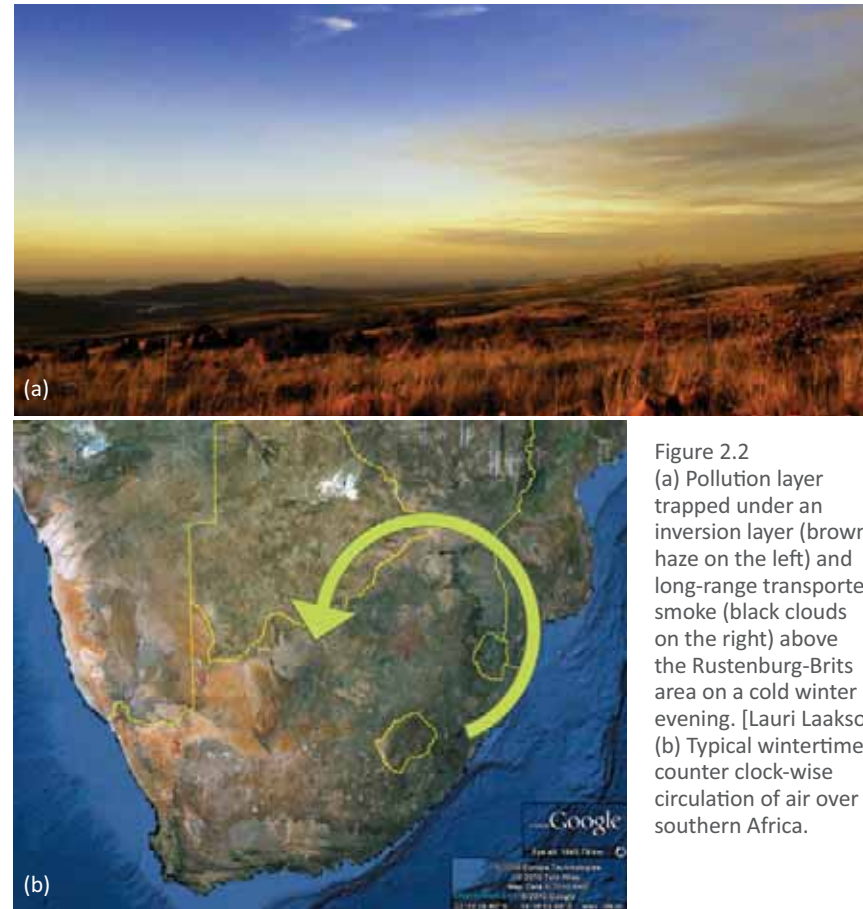 (a)
(b)
Google
Figure 2.2
(a) Pollution layer
trapped under an
inversion layer (brown
haze on the left) and
long-range transporte
smoke (black clouds
on the right) above
the Rustenburg-Brits
area on a cold winter
evening. [Lauri Laakso
(b) Typical wintertime
counter clock-wise
circulation of air over
southern Africa.